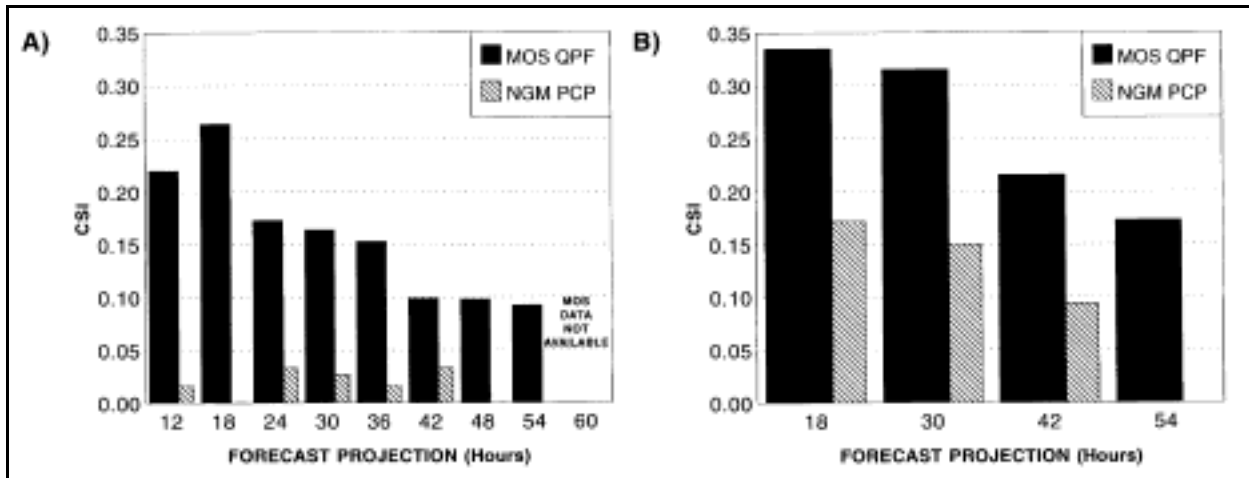 A)
0.35
0.30
0.25
0.20
0.15
0.10
0.05
0.00
CSI
MOS QPF
NGM PCP
MOS
DATA
NOT
AVAILABLE
12 18 24 30 36 42 48 54 60
FORECAST PROJECTION (Hours)
B)
0.35
0.30
0.25
0.20
0.15
0.10
0.05
0.00
CSI
MOS QPF
NGM PCP
18 30 42 54
FORECAST PROJECTION (Hours)